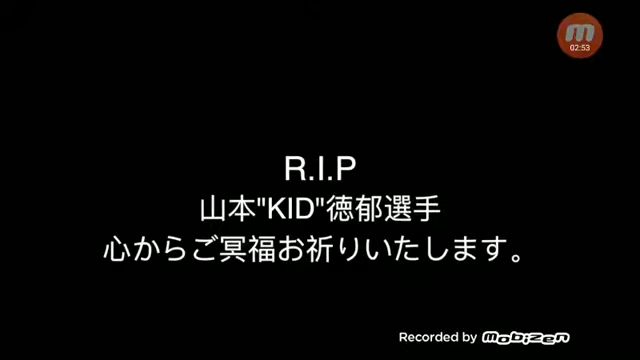 m
02:53
R.I.P
山本"KID"徳郁選手
心からご冥福お祈りいたします。
Recorded by mobizen